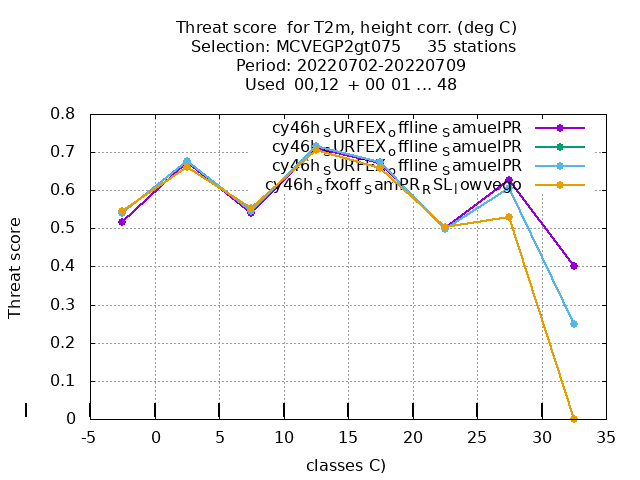 Threat score  for T2m, height corr. (deg C)
Selection: MCVEGP2gt075     35 stations
Period: 20220702-20220709
Used  00,12  + 00 01 ... 48
cy46h_SURFEX_offline_SamuelPR
cy46h_SURFEX_offline_SamuelPR
cy46h_SURFEX_offline_SamuelPR
cy46h_sfxoff_SamPR_RSL_lowvego
0.8
0.7
0.6
0.5
0.4
0.3
0.2
0.1
0
Threat score
-5 0 5 10 15 20 25 30 35
classes C)